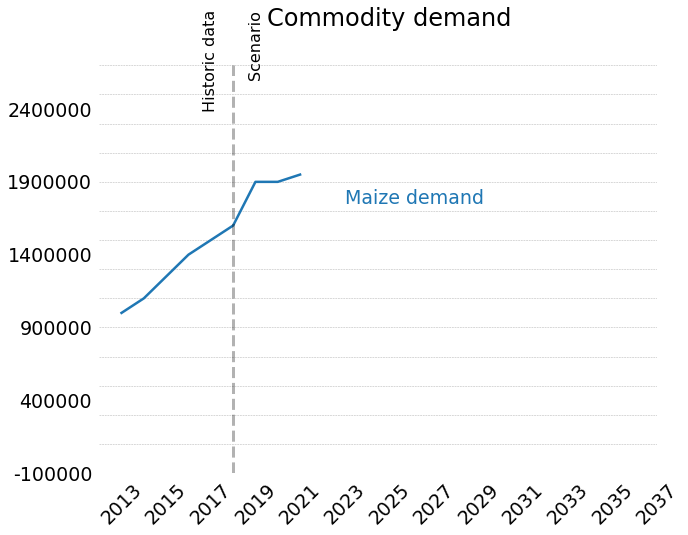 Commodity demand
Historic data
Scenario
2400000
1900000
Maize demand
1400000
900000
400000
-100000
2013 2015 2017 2019 2021 2023 2025 2027 2029 2031 2033 2035 2037